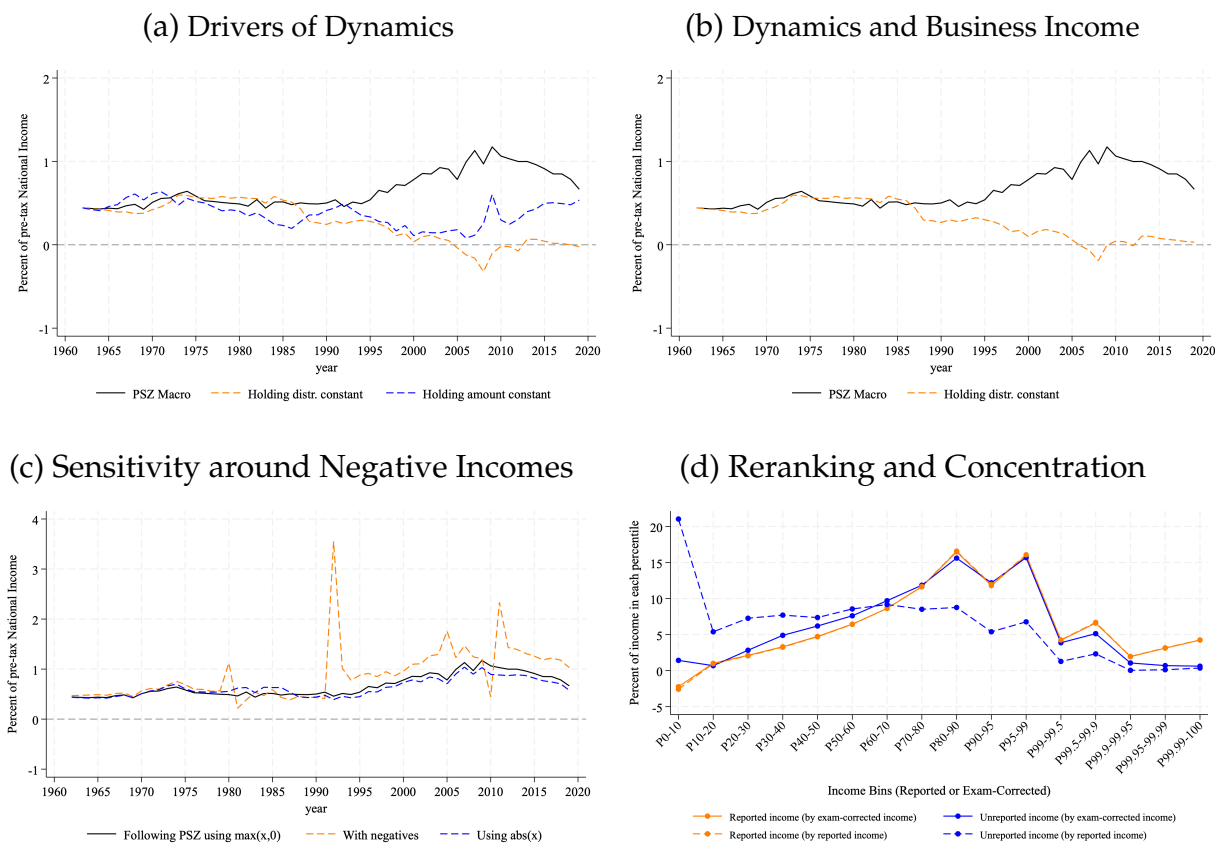 (a) Drivers of Dynamics
Percent of pre-tax National Income
2
1
0
-1
1960 1965 1970 1975 1980 1985 1990 1995 2000 2005 2010 2015 2020
year
PSZ Macro Holding distr. constant Holding amount constant
(b) Dynamics and Business Income
Percent of pre-tax National Income
2
1
0
-1
1960 1965 1970 1975 1980 1985 1990 1995 2000 2005 2010 2015 2020
year
PSZ Macro Holding distr. constant
(c) Sensitivity around Negative Incomes
Percent of pre-tax National Income
4
3
2
1
0
-1
1960 1965 1970 1975 1980 1985 1990 1995 2000 2005 2010 2015 2020
year
Following PSZ using max(x,0) With negatives Using abs(x)
(d) Reranking and Concentration
Percent of income in each percentile
20
15
10
5
0
-5
P0-10 P10-20 P20-30 P30-40 P40-50 P50-60 P60-70 P70-80 P80-90 P90-95 P95-99 P99-99.5 P99.5-99.9 P99.9-99.95 P99.95-99.99 P99.99-100
Income Bins (Reported or Exam-Corrected)
Reported income (by exam-corrected income) Unreported income (by exam-corrected income)
Reported income (by reported income) Unreported income (by reported income)